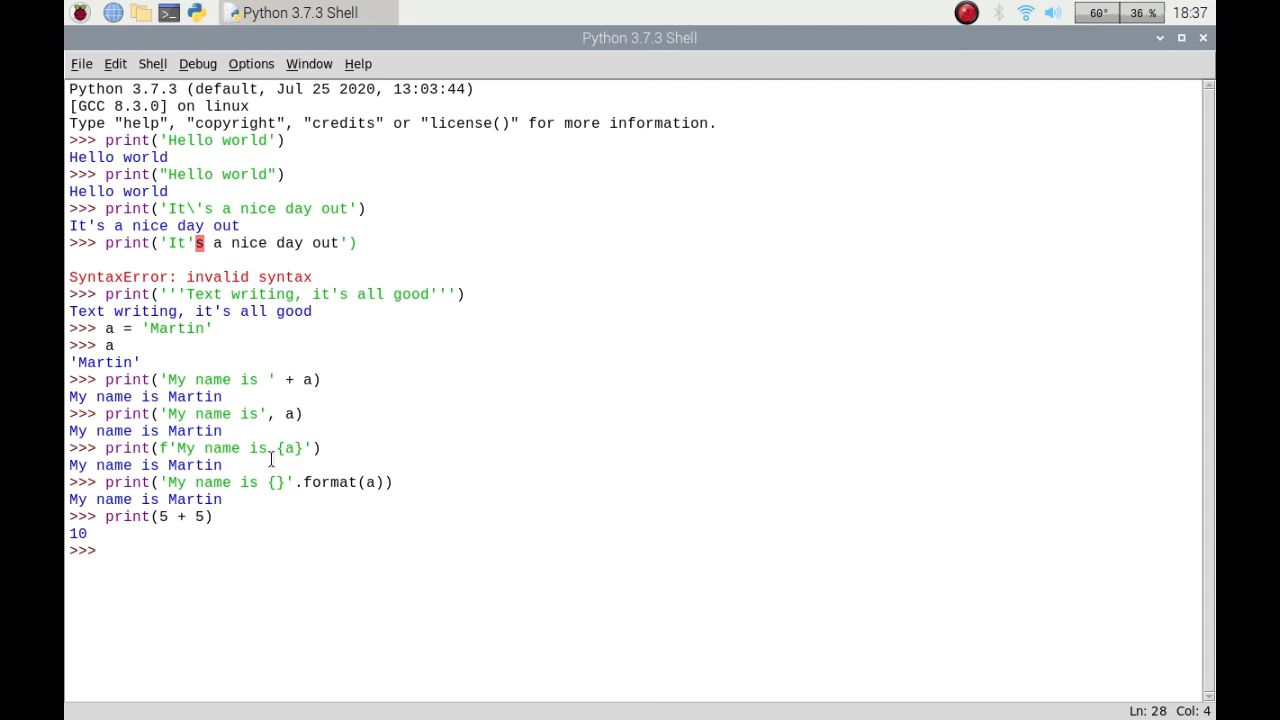 Python 3.7.3 Shell
60° 36 % 18:37
Python 3.7.3 Shell
File Edit Shell Debug Options Window Help
Python 3.7.3 (default, Jul 25 2020, 13:03:44)
[GCC 8.3.0] on linux
Type "help", "copyright", "credits" or "license()" for more information.
>>> print('Hello world')
Hello world
>>> print("Hello world")
Hello world
>>> print('It\'s a nice day out')
It's a nice day out
>>> print('It's a nice day out')
SyntaxError: invalid syntax
>>> print('''Text writing, it's all good''')
Text writing, it's all good
>>> a = 'Martin'
>>> a
'Martin'
>>> print('My name is ' + a)
My name is Martin
>>> print('My name is', a)
My name is Martin
>>> print(f'My name is {a}')
My name is Martin
>>> print('My name is {}'.format(a))
My name is Martin
>>> print(5 + 5)
10
>>>
Ln: 28 Col: 4